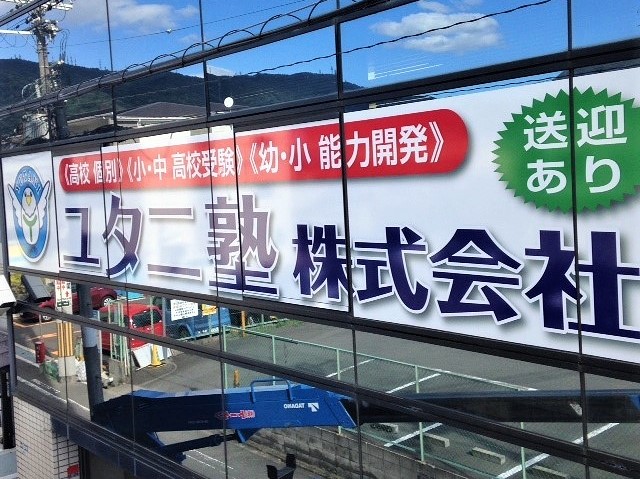 《高校 個別》《小・中 高校受験》《幼・小 能力開発》
送迎
あり
ユタニ塾 株式会社
TADANO